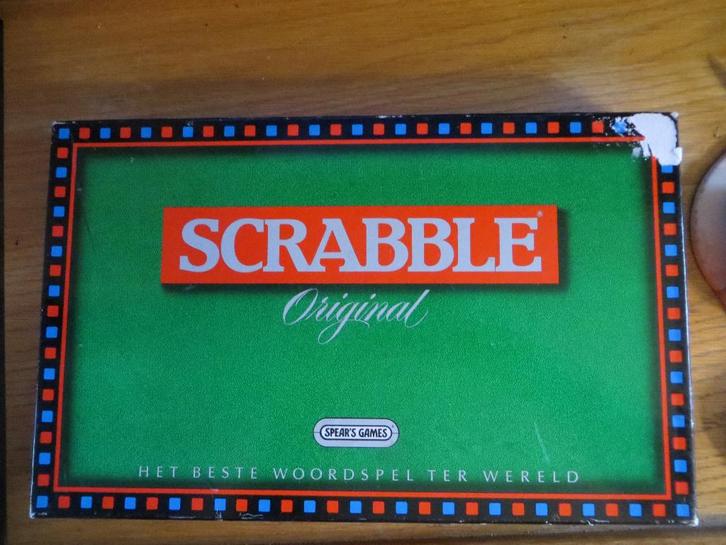 SCRABBLE®
Original
SPEAR'S GAMES
HET BESTE WOORDSPEL TER WERELD